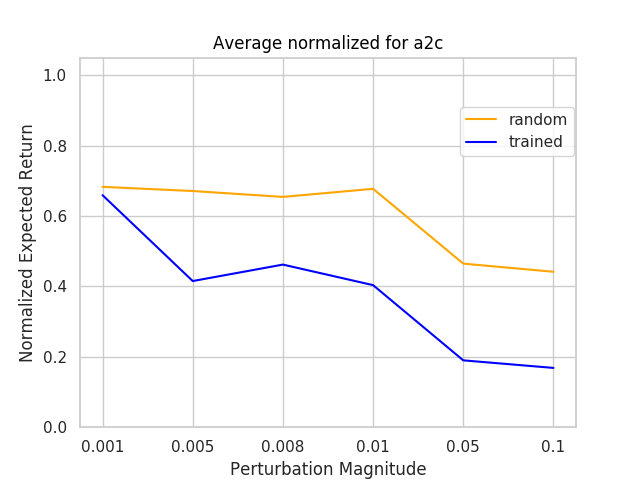 Average normalized for a2c
Normalized Expected Return
1.0
0.8
0.6
0.4
0.2
0.0
random
trained
0.001 0.005 0.008 0.01 0.05 0.1
Perturbation Magnitude